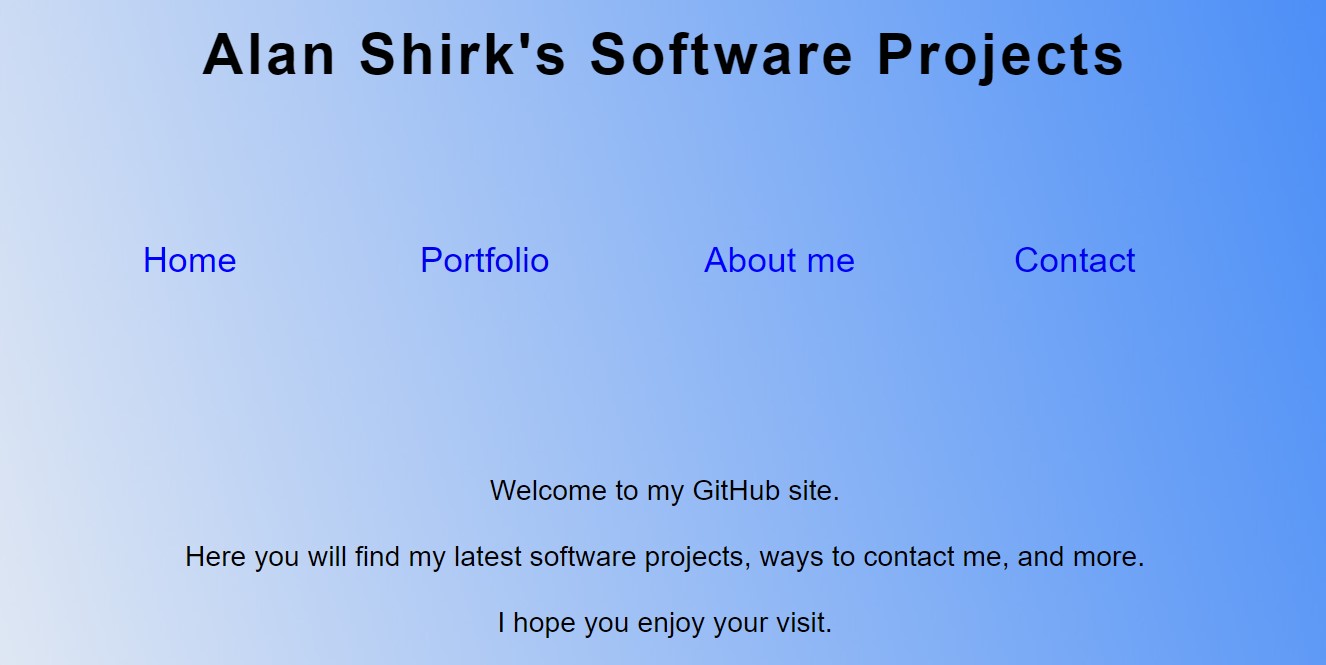 Alan Shirk's Software Projects
Home Portfolio About me Contact
Welcome to my GitHub site.
Here you will find my latest software projects, ways to contact me, and more.
I hope you enjoy your visit.